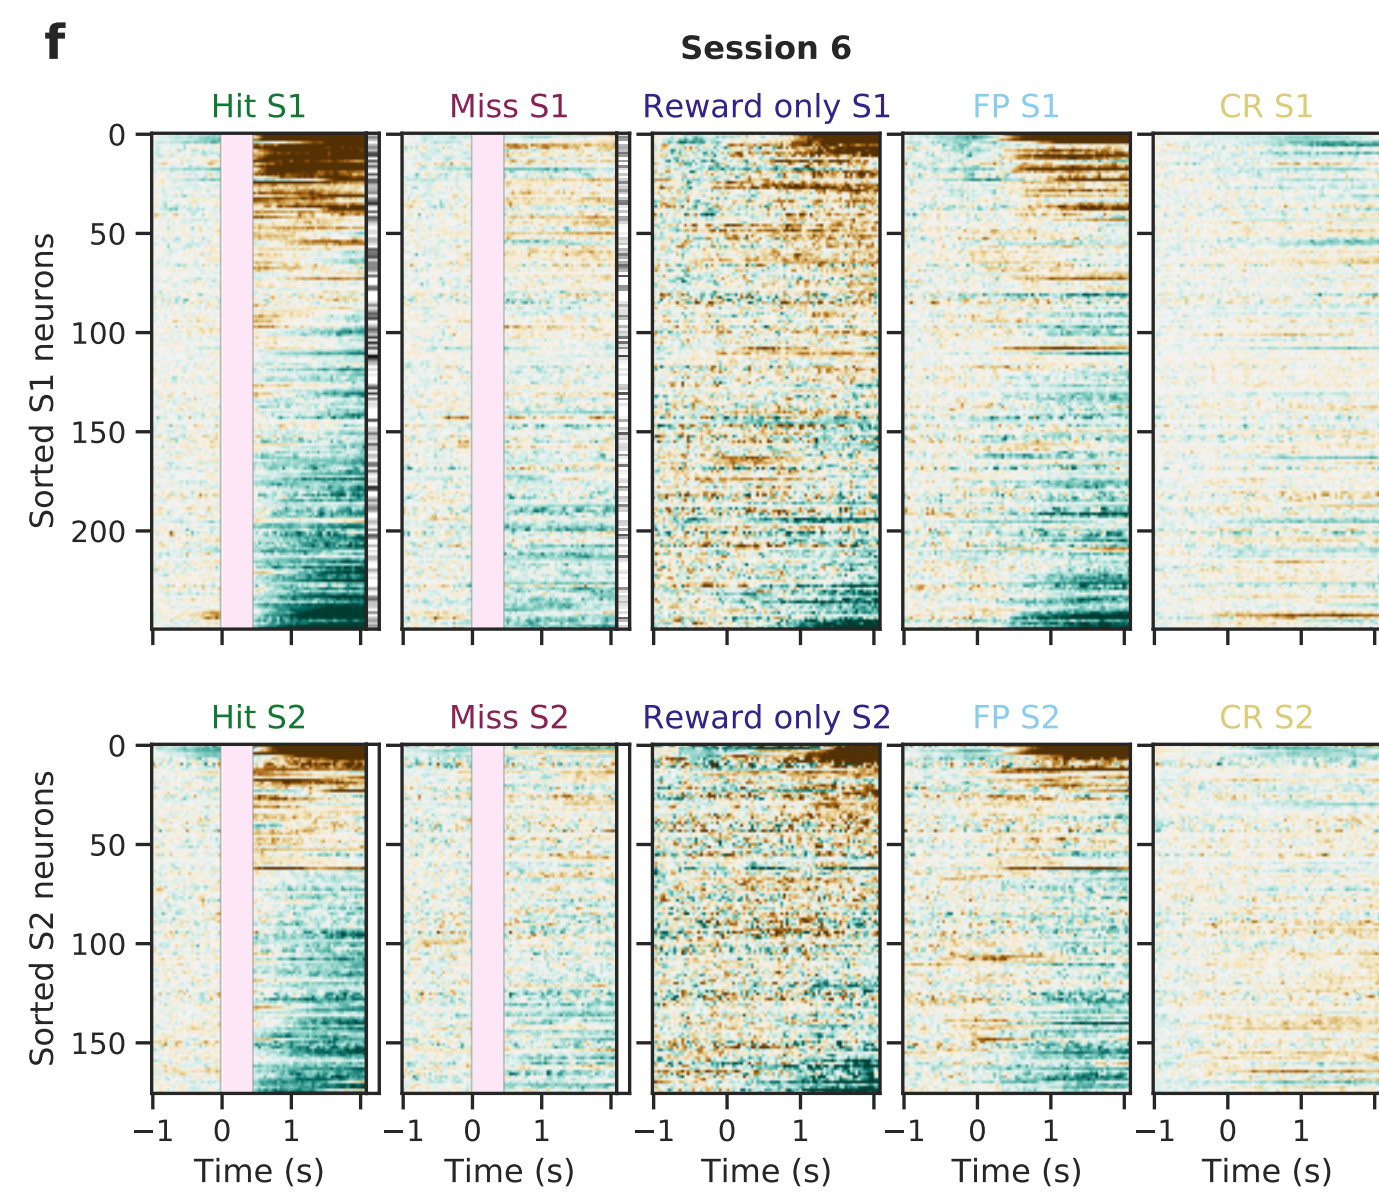 f
Session 6
Hit S1 Miss S1 Reward only S1 FP S1 CR S1
Sorted S1 neurons
0
50
100
150
200
Hit S2 Miss S2 Reward only S2 FP S2 CR S2
Sorted S2 neurons
0
50
100
150
−1 0 1 −1 0 1 −1 0 1 −1 0 1 −1 0 1
Time (s) Time (s) Time (s) Time (s) Time (s)